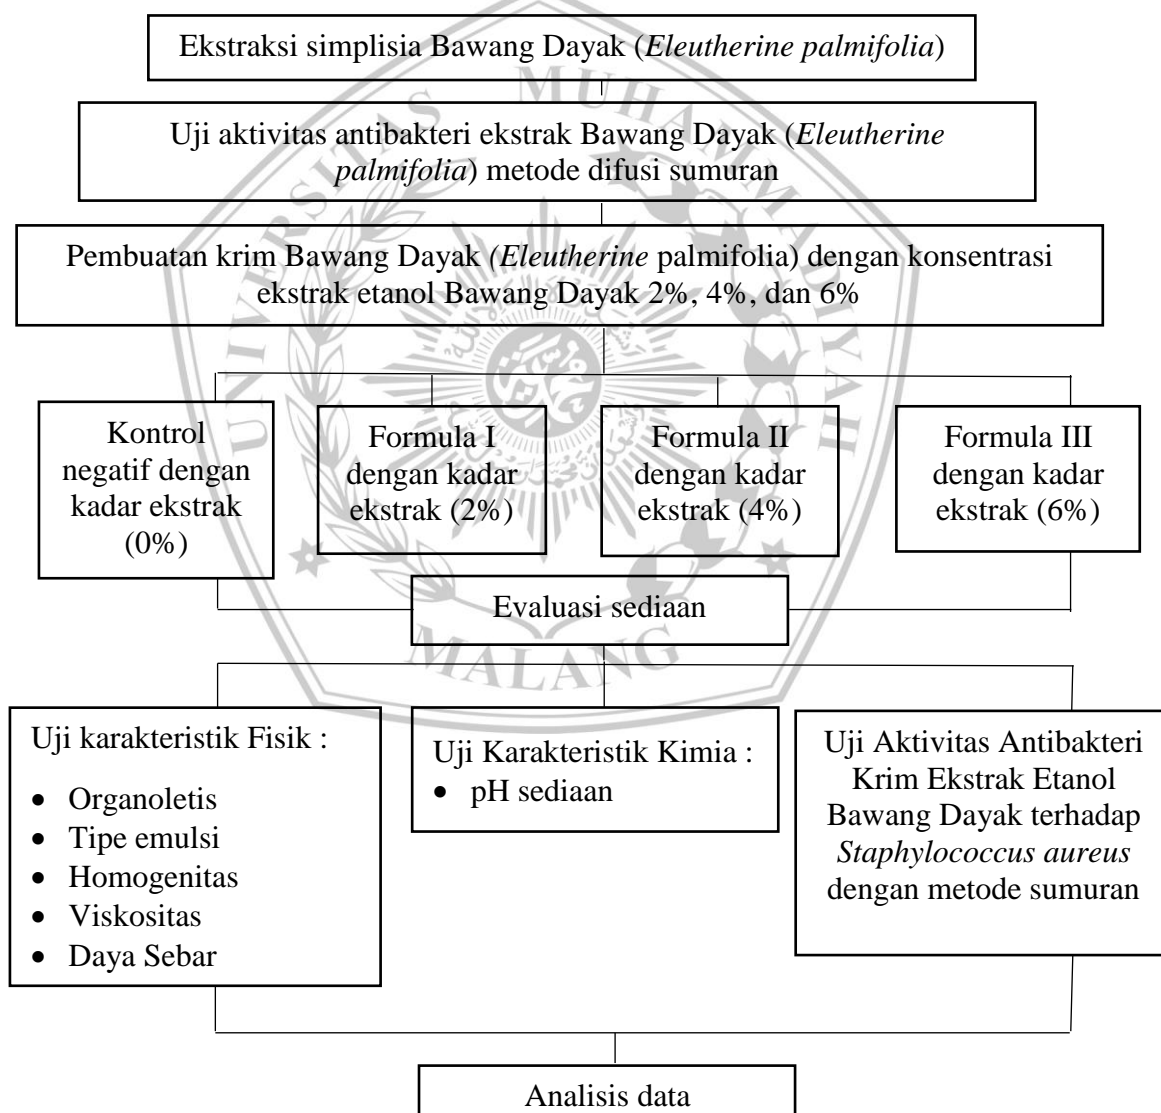 Ekstraksi simplisia Bawang Dayak (Eleutherine palmifolia)
Uji aktivitas antibakteri ekstrak Bawang Dayak (Eleutherine
palmifolia) metode difusi sumuran
Pembuatan krim Bawang Dayak (Eleutherine palmifolia) dengan konsentrasi
ekstrak etanol Bawang Dayak 2%, 4%, dan 6%
Kontrol
negatif dengan
kadar ekstrak
(0%)
Formula I
dengan kadar
ekstrak (2%)
Formula II
dengan kadar
ekstrak (4%)
Formula III
dengan kadar
ekstrak (6%)
Evaluasi sediaan
Uji karakteristik Fisik :
• Organoletis
• Tipe emulsi
• Homogenitas
• Viskositas
• Daya Sebar
Uji Karakteristik Kimia :
• pH sediaan
Uji Aktivitas Antibakteri
Krim Ekstrak Etanol
Bawang Dayak terhadap
Staphylococcus aureus
dengan metode sumuran
Analisis data
UNIVERSITAS MUHAMMADIYAH
MALANG